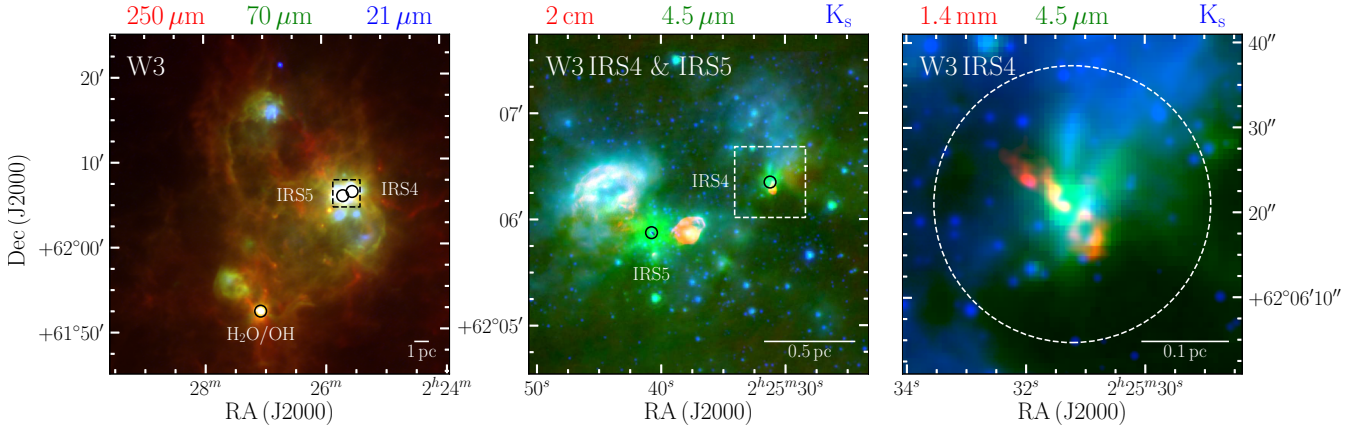 250 μm 70 μm 21 μm
W3
20′
10′
+62°00′
+61°50′
Dec (J2000)
IRS5
IRS4
H₂O/OH
1 pc
28ᵐ 26ᵐ 2ʰ24ᵐ
RA (J2000)
2 cm 4.5 μm Kₛ
W3 IRS4 & IRS5
07′
06′
+62°05′
IRS4
IRS5
0.5 pc
50ˢ 40ˢ 2ʰ25ᵐ30ˢ
RA (J2000)
1.4 mm 4.5 μm Kₛ
W3 IRS4
40″
30″
20″
+62°06′10″
0.1 pc
34ˢ 32ˢ 2ʰ25ᵐ30ˢ
RA (J2000)